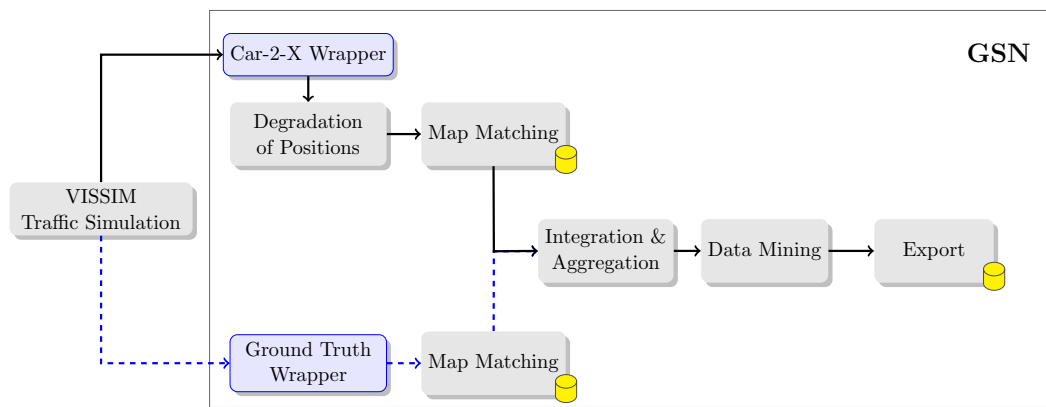 GSN
Car-2-X Wrapper
Degradation
of Positions
Map Matching
VISSIM
Traffic Simulation
Integration &
Aggregation
Data Mining
Export
Ground Truth
Wrapper
Map Matching